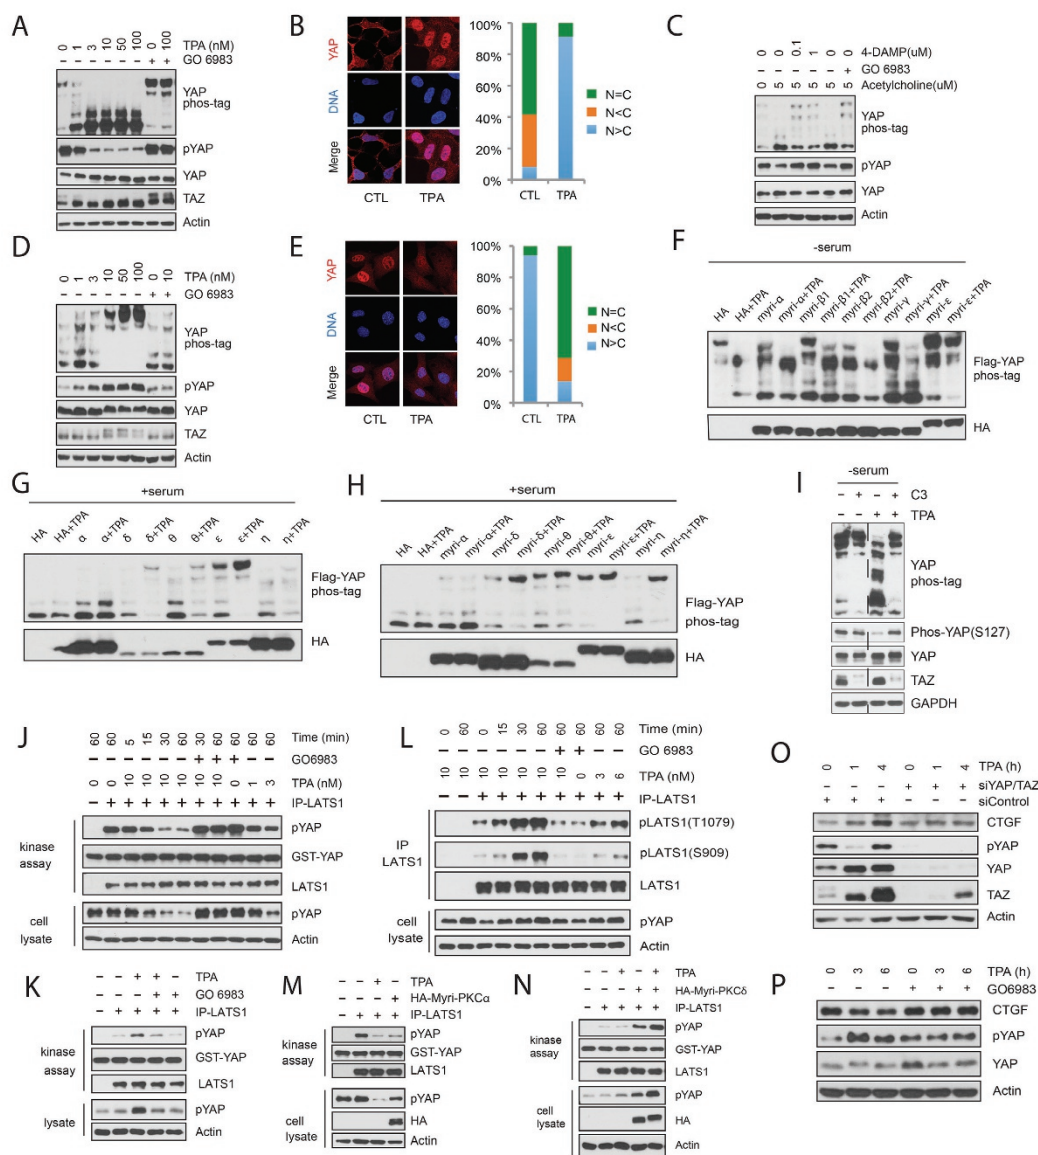 A
0 1 3 10 50 100 0 100 TPA (nM)
+ + GO 6983
YAP
phos-tag
pYAP
YAP
TAZ
Actin
B
YAP
DNA
Merge
CTL TPA
100%
80%
60%
40%
20%
0%
CTL TPA
N=C
N<C
N>C
C
0 0 0.1 1 0 0 4-DAMP(uM)
+ GO 6983
0 5 5 5 5 5 Acetylcholine(uM)
YAP
phos-tag
pYAP
YAP
Actin
D
0 1 3 10 50 100 0 10 TPA (nM)
+ + GO 6983
YAP
phos-tag
pYAP
YAP
TAZ
Actin
E
YAP
DNA
Merge
CTL TPA
100%
80%
60%
40%
20%
0%
CTL TPA
N=C
N<C
N>C
F
-serum
HA HA+TPA myri-α myri-α+TPA myri-β1 myri-β1+TPA myri-β2 myri-β2+TPA myri-γ myri-γ+TPA myri-ε myri-ε+TPA
Flag-YAP
phos-tag
HA
G
+serum
HA HA+TPA α α+TPA δ δ+TPA θ θ+TPA ε ε+TPA η η+TPA
Flag-YAP
phos-tag
HA
H
+serum
HA HA+TPA myri-α myri-α+TPA myri-δ myri-δ+TPA myri-θ myri-θ+TPA myri-ε myri-ε+TPA myri-η myri-η+TPA
Flag-YAP
phos-tag
HA
I
-serum
– + – + C3
– – + + TPA
YAP
phos-tag
Phos-YAP(S127)
YAP
TAZ
GAPDH
J
60 60 5 15 30 60 30 60 60 60 60 Time (min)
– – – – – – + + + – – GO6983
0 0 10 10 10 10 10 10 0 1 3 TPA (nM)
– + + + + + + + + + + IP-LATS1
kinase
assay
pYAP
GST-YAP
LATS1
cell
lysate
pYAP
Actin
K
– – + + – TPA
– – – + + GO 6983
– + + + + IP-LATS1
kinase
assay
pYAP
GST-YAP
LATS1
lysate
pYAP
Actin
L
0 60 0 15 30 60 60 60 60 60 Time (min)
+ + GO 6983
10 10 10 10 10 10 10 0 3 6 TPA (nM)
– – + + + + + + + + IP-LATS1
IP
LATS1
pLATS1(T1079)
pLATS1(S909)
LATS1
cell
lysate
pYAP
Actin
M
– – + – TPA
– – – + HA-Myri-PKCα
– + + + IP-LATS1
kinase
assay
pYAP
GST-YAP
LATS1
cell
lysate
pYAP
HA
Actin
N
– – + – + TPA
– – – + + HA-Myri-PKCδ
– + + + + IP-LATS1
kinase
assay
pYAP
GST-YAP
LATS1
cell
lysate
pYAP
HA
Actin
O
0 1 4 0 1 4 TPA (h)
– – – + + + siYAP/TAZ
+ + + – – – siControl
CTGF
pYAP
YAP
TAZ
Actin
P
0 3 6 0 3 6 TPA (h)
– – – + + + GO6983
CTGF
pYAP
YAP
Actin